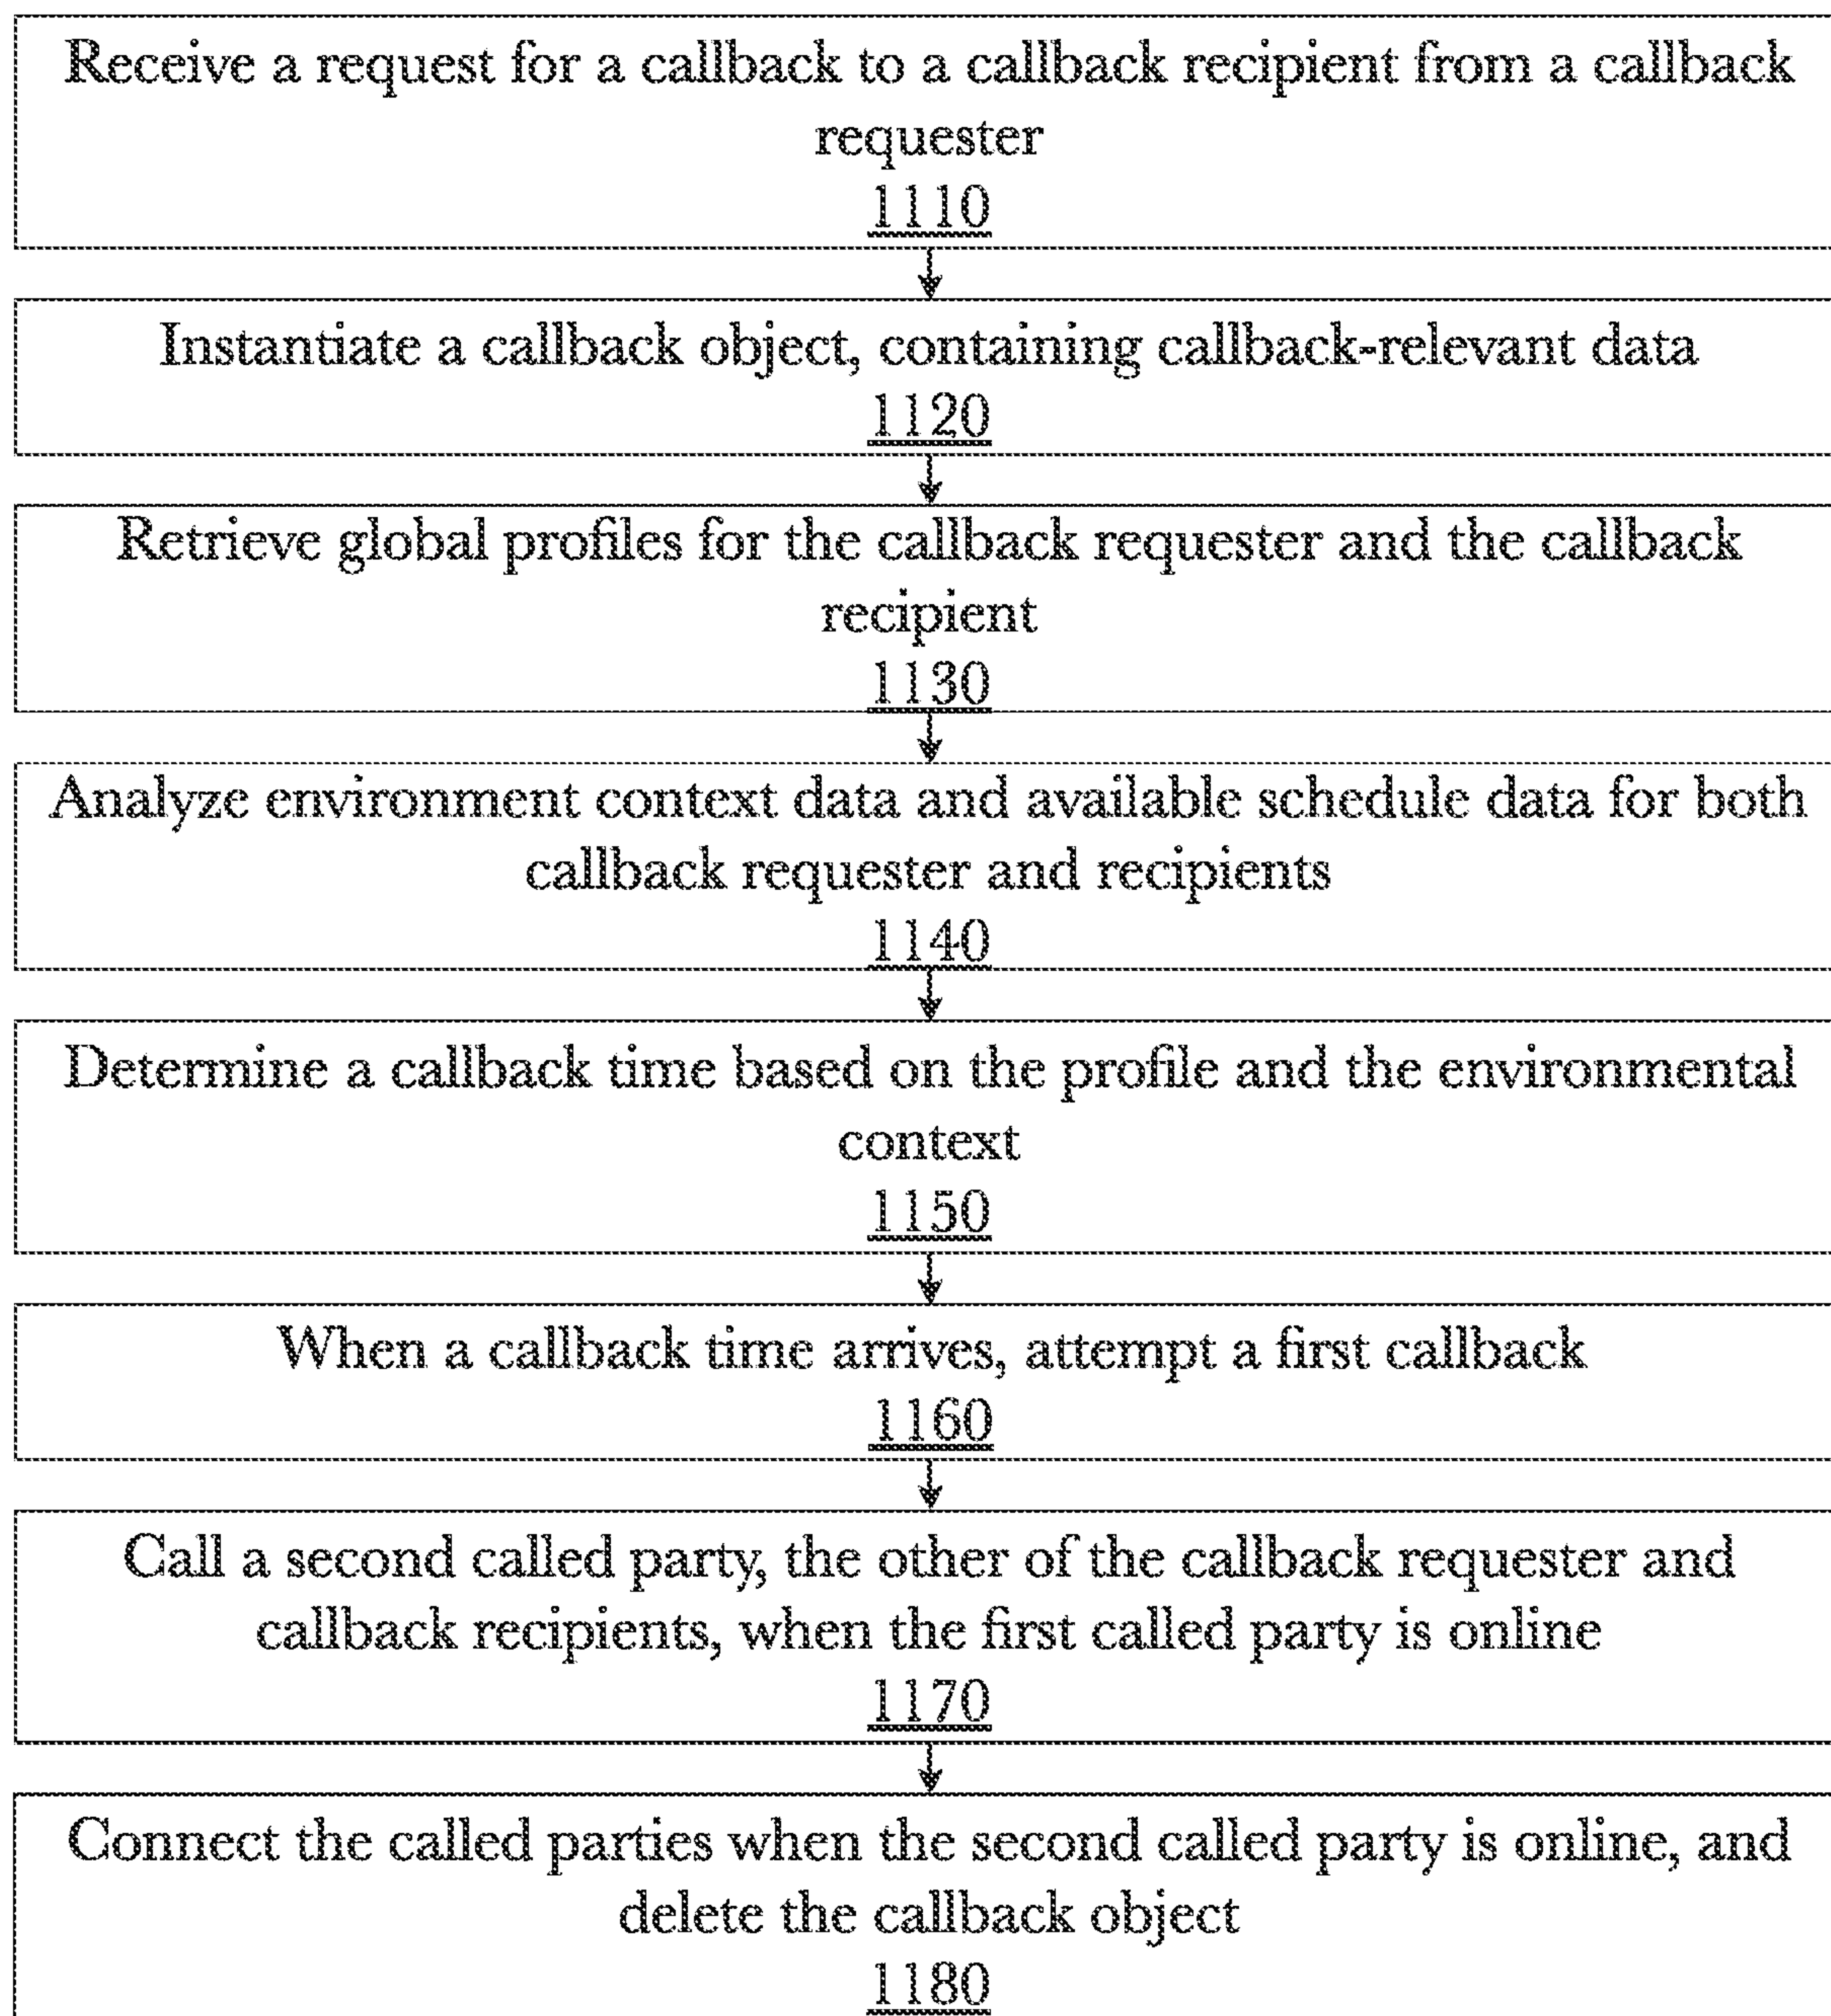 Receive a request for a callback to a callback recipient from a callback
requester
1110
Instantiate a callback object, containing callback-relevant data
1120
Retrieve global profiles for the callback requester and the callback
recipient
1130
Analyze environment context data and available schedule data for both
callback requester and recipients
1140
Determine a callback time based on the profile and the environmental
context
1150
When a callback time arrives, attempt a first callback
1160
Call a second called party, the other of the callback requester and
callback recipients, when the first called party is online
1170
Connect the called parties when the second called party is online, and
delete the callback object
1180